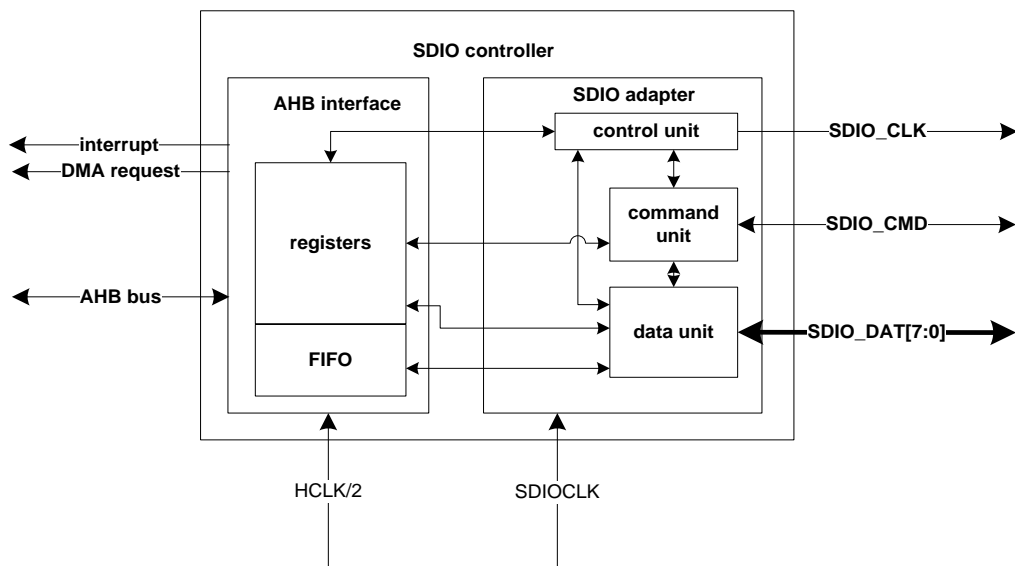 SDIO controller
AHB interface
SDIO adapter
control unit
SDIO_CLK
interrupt
DMA request
registers
command
unit
SDIO_CMD
AHB bus
data unit
SDIO_DAT[7:0]
FIFO
HCLK/2
SDIOCLK